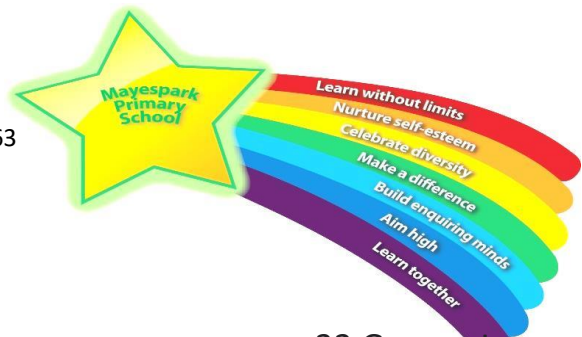 Mayespark
Primary
School
63
Learn without limits
Nurture self-esteem
Celebrate diversity
Make a difference
Build enquiring minds
Aim high
Learn together